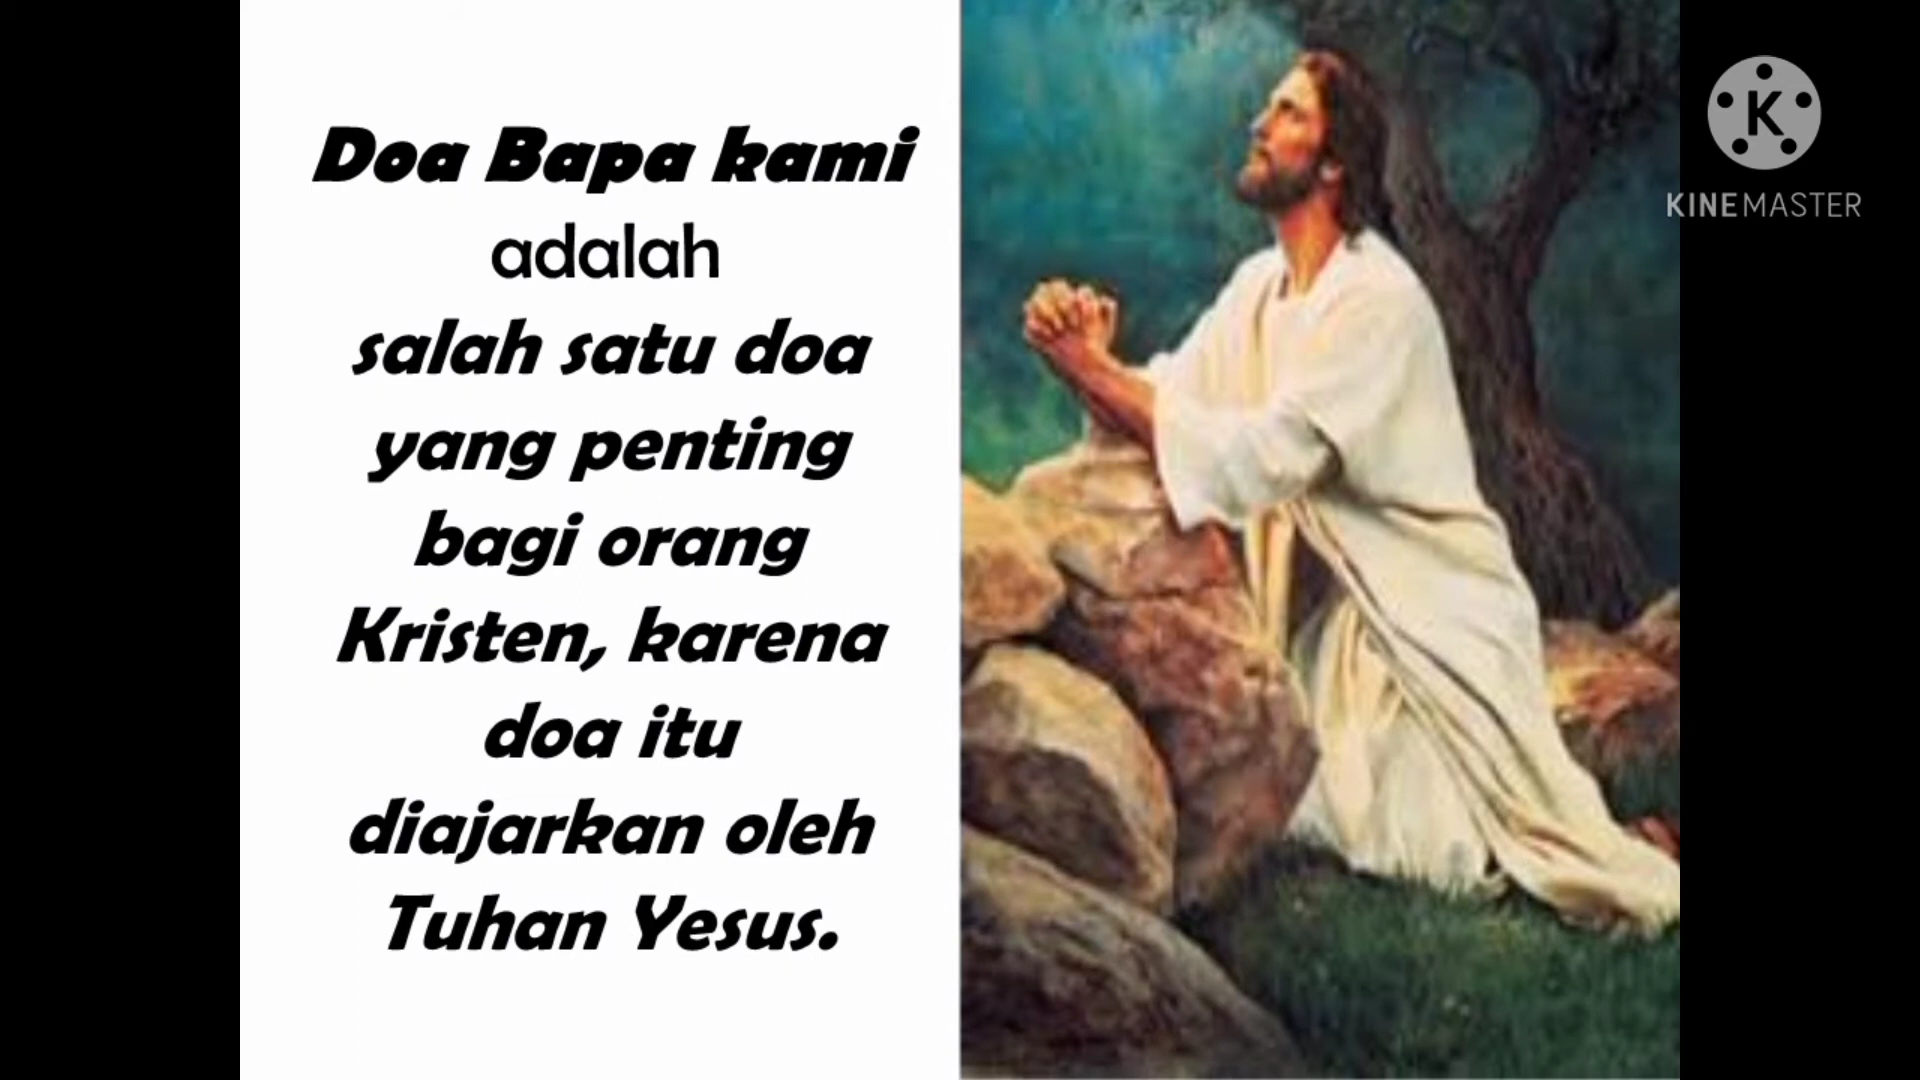 Doa Bapa kami
adalah
salah satu doa
yang penting
bagi orang
Kristen, karena
doa itu
diajarkan oleh
Tuhan Yesus.
K
KINEMASTER